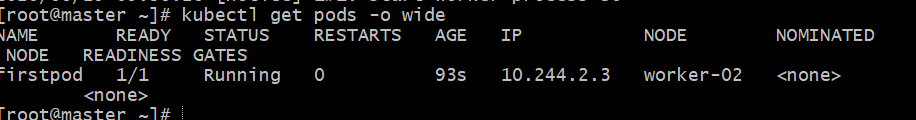 [root@master ~]# kubectl get pods -o wide
NAME       READY   STATUS    RESTARTS   AGE   IP           NODE        NOMINATED
 NODE   READINESS GATES
firstpod   1/1     Running   0          93s   10.244.2.3   worker-02   <none>
       <none>
[root@master ~]#